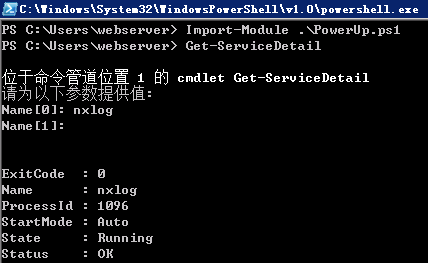 C:\Windows\System32\WindowsPowerShell\v1.0\powershell.exe
PS C:\Users\webserver> Import-Module .\PowerUp.ps1
PS C:\Users\webserver> Get-ServiceDetail
位于命令管道位置 1 的 cmdlet Get-ServiceDetail
请为以下参数提供值:
Name[0]: nxlog
Name[1]:
ExitCode : 0
Name : nxlog
ProcessId : 1096
StartMode : Auto
State : Running
Status : OK